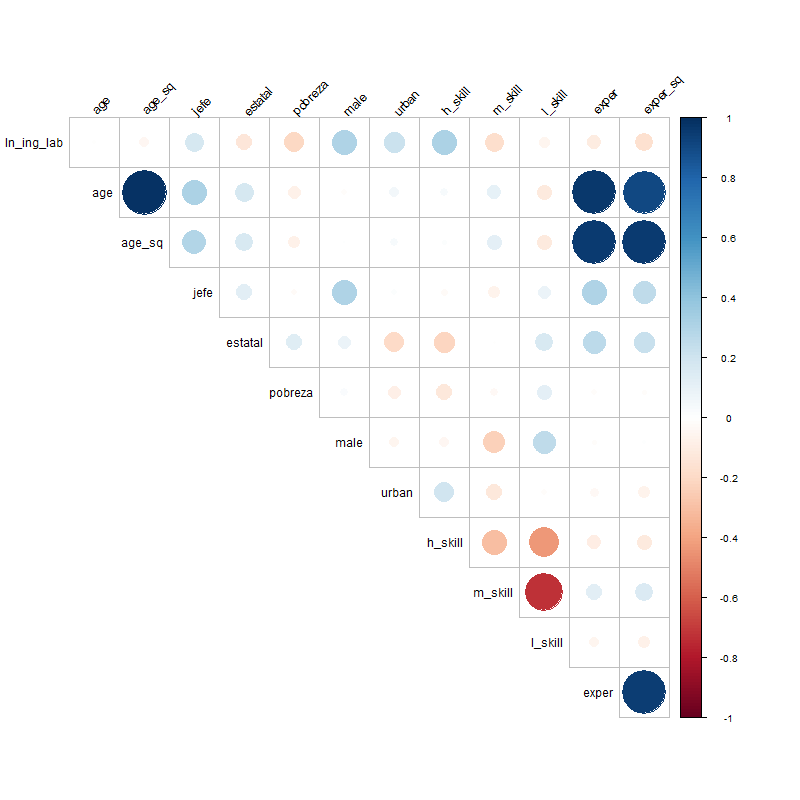 age age_sq jefe estatal pobreza male urban h_skill m_skill l_skill exper exper_sq
ln_ing_lab
1
age
0.8
age_sq
0.6
jefe
0.4
estatal
0.2
pobreza
0
male
-0.2
urban
h_skill
-0.4
m_skill
-0.6
l_skill
-0.8
exper
-1